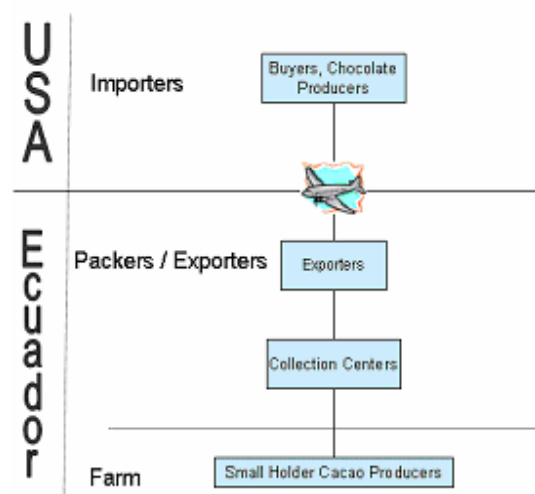 USA
Importers
Buyers, Chocolate
Producers
Ecuador
Packers / Exporters
Exporters
Collection Centers
Farm
Small Holder Cacao Producers